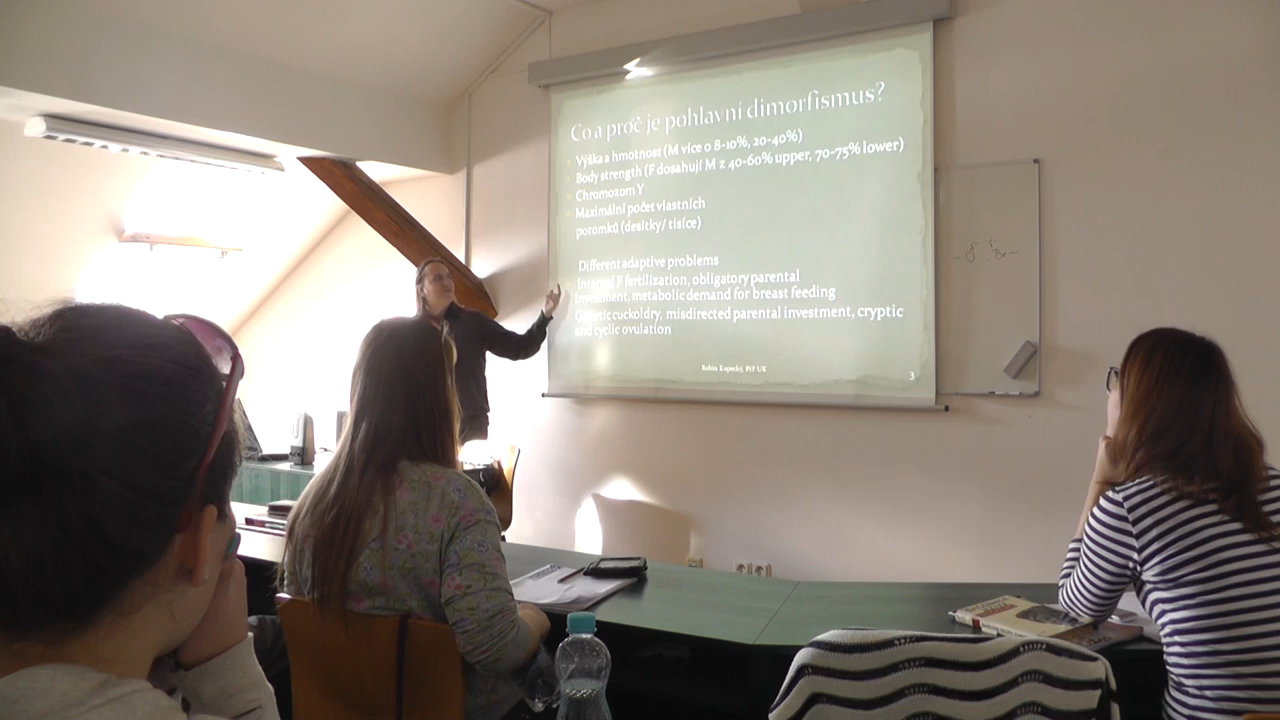 Co a proč je pohlavní dimorfismus?
Výška a hmotnost (M více o 8-10%, 20-40%)
Body strength (F dosahují M z 40-60% upper, 70-75% lower)
Chromozom Y
Maximální počet vlastních
potomků (desítky/ tisíce)
Different adaptive problems
Internal F fertilization, obligatory parental
investment, metabolic demand for breast feeding
Genetic cuckoldry, misdirected parental investment, cryptic
and cyclic ovulation
Robin Kopecký, PřF UK
3